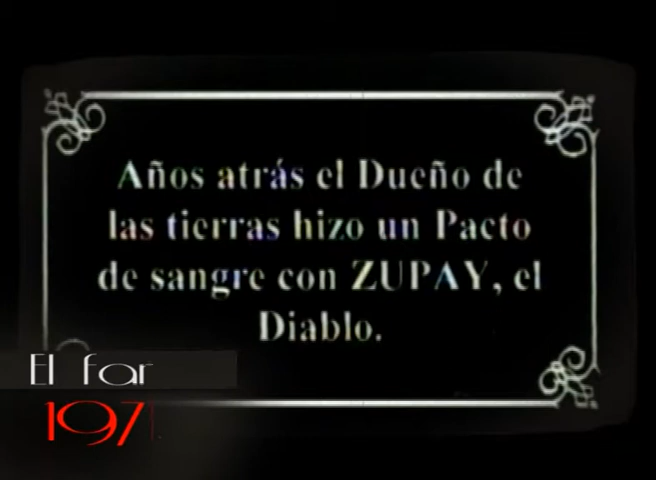 Años atrás el Dueño de
las tierras hizo un Pacto
de sangre con ZUPAY, el
Diablo.
El far
197